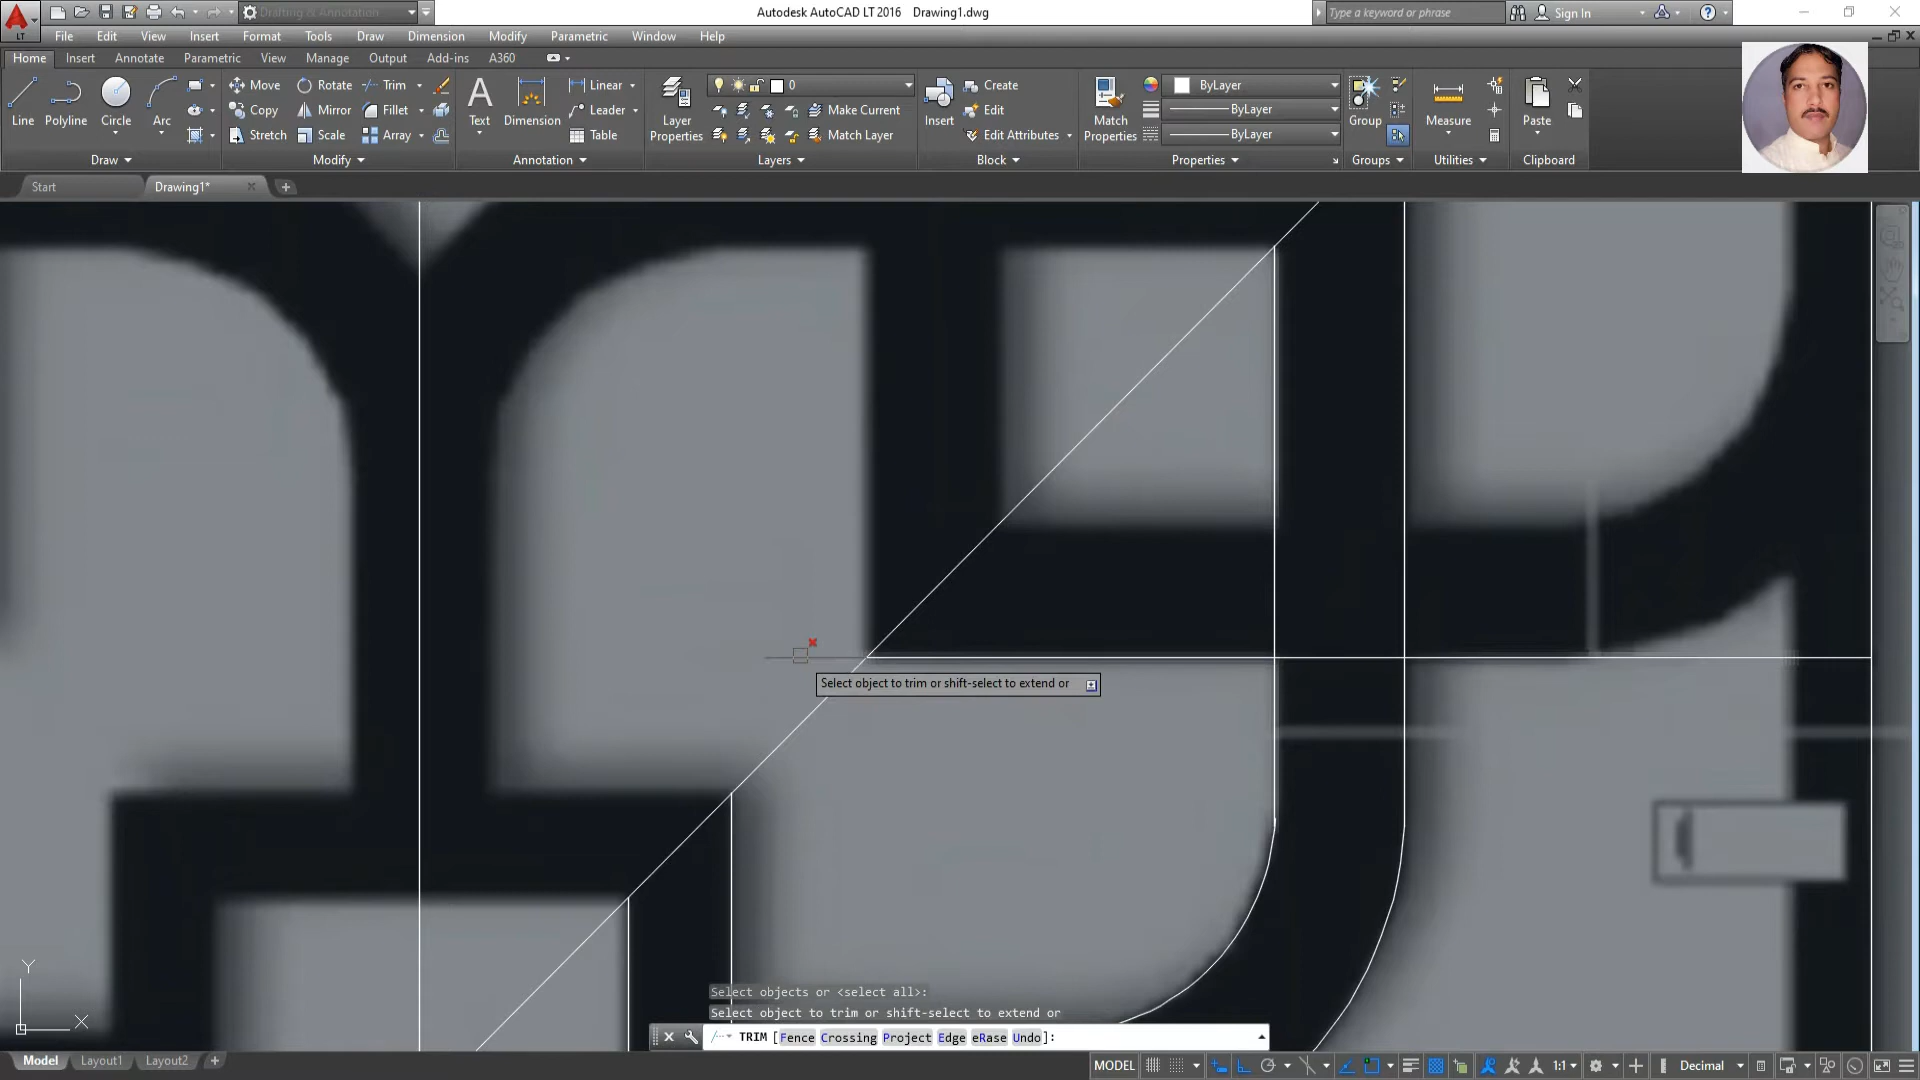 Drafting & Annotation
Autodesk AutoCAD LT 2016 Drawing1.dwg
Type a keyword or phrase
Sign In
LT
File Edit View Insert Format Tools Draw Dimension Modify Parametric Window Help
Home Insert Annotate Parametric View Manage Output Add-ins A360
Line Polyline Circle Arc
Draw
Move Rotate Trim
Copy Mirror Fillet
Stretch Scale Array
Modify
Text Dimension
Linear
Leader
Table
Annotation
Layer Properties
0
Make Current
Match Layer
Layers
Insert
Create
Edit
Edit Attributes
Block
Match Properties
ByLayer
ByLayer
ByLayer
Properties
Group
Groups
Measure
Utilities
Paste
Clipboard
Start Drawing1*
Select object to trim or shift-select to extend or
Y
X
Select objects or <select all>:
Select object to trim or shift-select to extend or
TRIM [Fence Crossing Project Edge eRase Undo]:
Model Layout1 Layout2
MODEL 1:1 Decimal